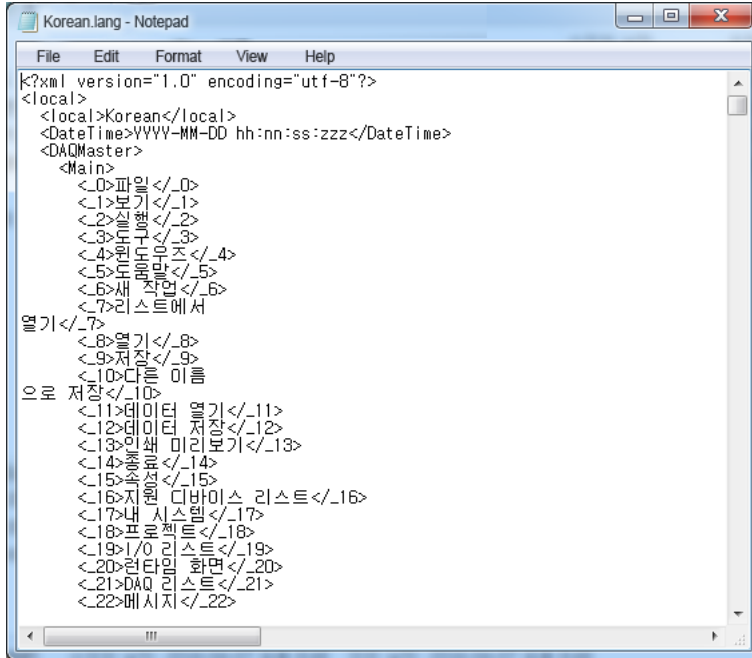 Korean.lang - Notepad
File Edit Format View Help
<?xml version="1.0" encoding="utf-8"?>
<local>
<local>Korean</local>
<DateTime>YYYY-MM-DD hh:nn:ss:zzz</DateTime>
<DAQMaster>
<Main>
<_0>파일</_0>
<_1>보기</_1>
<_2>실행</_2>
<_3>도구</_3>
<_4>윈도우즈</_4>
<_5>도움말</_5>
<_6>새 작업</_6>
<_7>리스트에서
열기</_7>
<_8>열기</_8>
<_9>저장</_9>
<_10>다른 이름
으로 저장</_10>
<_11>데이터 열기</_11>
<_12>데이터 저장</_12>
<_13>인쇄 미리보기</_13>
<_14>종료</_14>
<_15>속성</_15>
<_16>지원 디바이스 리스트</_16>
<_17>내 시스템</_17>
<_18>프로젝트</_18>
<_19>I/O 리스트</_19>
<_20>런타임 화면</_20>
<_21>DAQ 리스트</_21>
<_22>메시지</_22>